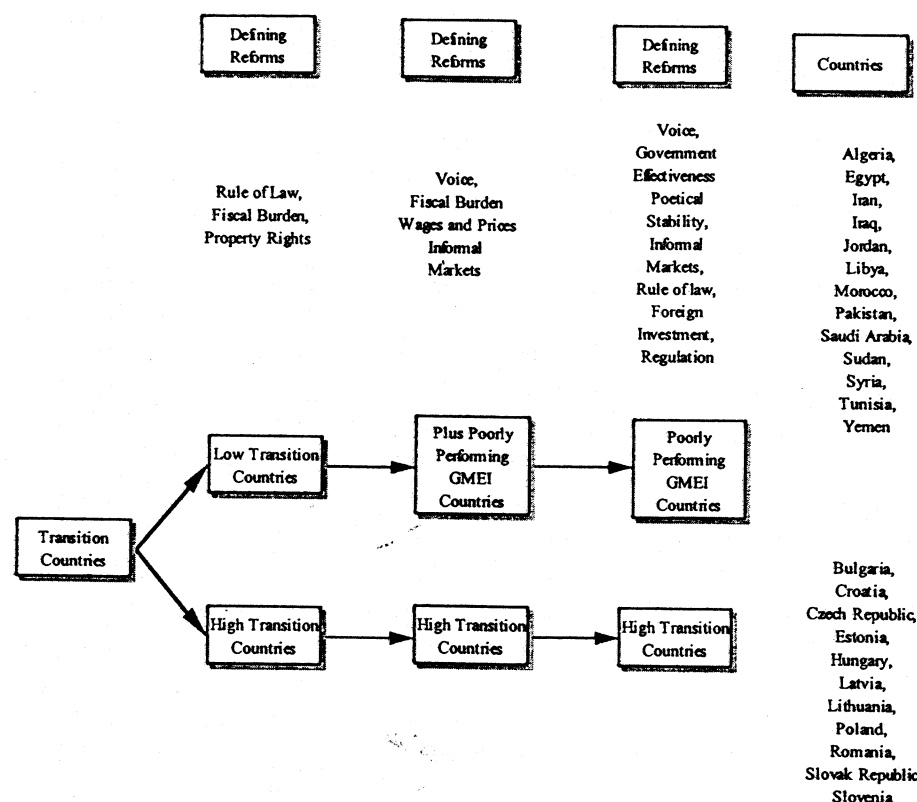 Defining
Reforms
Defining
Reforms
Defining
Reforms
Countries
Rule of Law,
Fiscal Burden,
Property Rights
Voice,
Fiscal Burden
Wages and Prices
Informal
Markets
Voice,
Government
Effectiveness
Poetical
Stability,
Informal
Markets,
Rule of law,
Foreign
Investment,
Regulation
Algeria,
Egypt,
Iran,
Iraq,
Jordan,
Libya,
Morocco,
Pakistan,
Saudi Arabia,
Sudan,
Syria,
Tunisia,
Yemen
Transition
Countries
Low Transition
Countries
Plus Poorly
Performing
GMEI
Countries
Poorly
Performing
GMEI
Countries
High Transition
Countries
High Transition
Countries
High Transition
Countries
Bulgaria,
Croatia,
Czech Republic,
Estonia,
Hungary,
Latvia,
Lithuania,
Poland,
Romania,
Slovak Republic
Slovenia